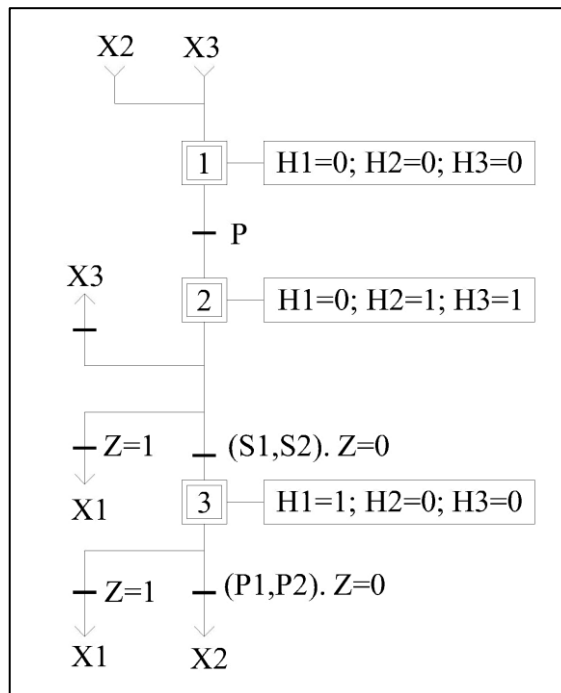 X2 X3
1 H1=0; H2=0; H3=0
P
X3
2 H1=0; H2=1; H3=1
Z=1 (S1,S2). Z=0
X1
3 H1=1; H2=0; H3=0
Z=1 (P1,P2). Z=0
X1 X2